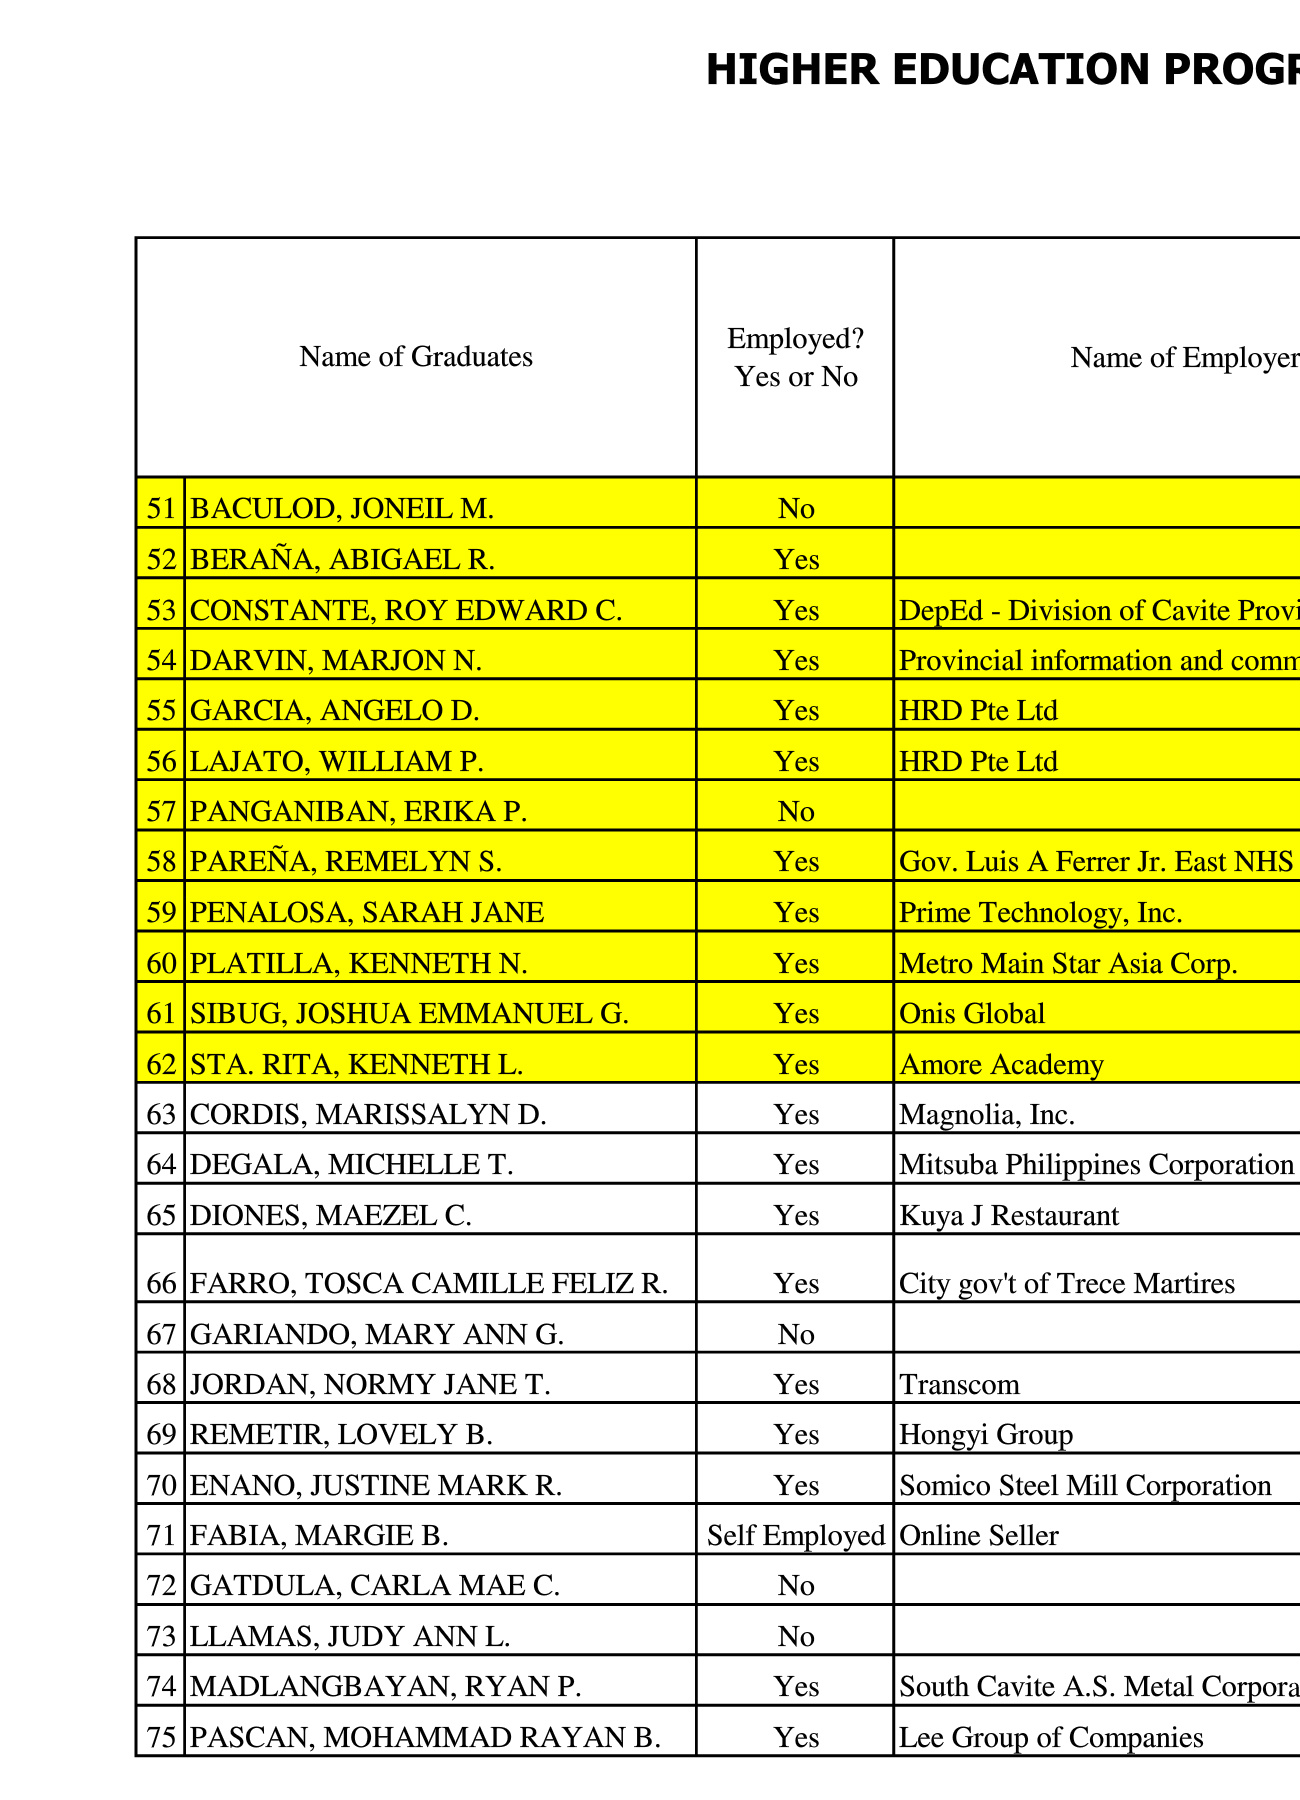 HIGHER EDUCATION PROGR
Name of Graduates
Employed?
Yes or No
Name of Employer
51 BACULOD, JONEIL M. No
52 BERAÑA, ABIGAEL R. Yes
53 CONSTANTE, ROY EDWARD C. Yes DepEd - Division of Cavite Provi
54 DARVIN, MARJON N. Yes Provincial information and comm
55 GARCIA, ANGELO D. Yes HRD Pte Ltd
56 LAJATO, WILLIAM P. Yes HRD Pte Ltd
57 PANGANIBAN, ERIKA P. No
58 PAREÑA, REMELYN S. Yes Gov. Luis A Ferrer Jr. East NHS
59 PENALOSA, SARAH JANE Yes Prime Technology, Inc.
60 PLATILLA, KENNETH N. Yes Metro Main Star Asia Corp.
61 SIBUG, JOSHUA EMMANUEL G. Yes Onis Global
62 STA. RITA, KENNETH L. Yes Amore Academy
63 CORDIS, MARISSALYN D. Yes Magnolia, Inc.
64 DEGALA, MICHELLE T. Yes Mitsuba Philippines Corporation
65 DIONES, MAEZEL C. Yes Kuya J Restaurant
66 FARRO, TOSCA CAMILLE FELIZ R. Yes City gov't of Trece Martires
67 GARIANDO, MARY ANN G. No
68 JORDAN, NORMY JANE T. Yes Transcom
69 REMETIR, LOVELY B. Yes Hongyi Group
70 ENANO, JUSTINE MARK R. Yes Somico Steel Mill Corporation
71 FABIA, MARGIE B. Self Employed Online Seller
72 GATDULA, CARLA MAE C. No
73 LLAMAS, JUDY ANN L. No
74 MADLANGBAYAN, RYAN P. Yes South Cavite A.S. Metal Corpora
75 PASCAN, MOHAMMAD RAYAN B. Yes Lee Group of Companies